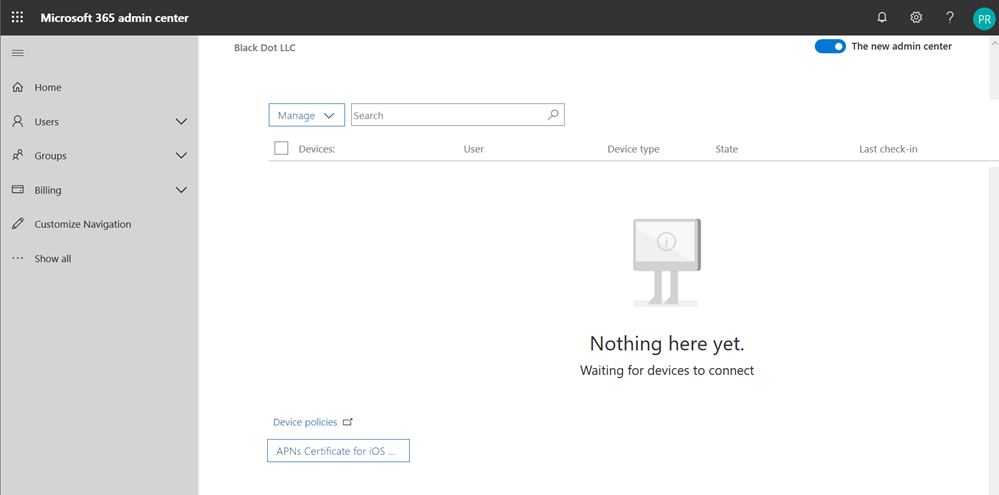 Microsoft 365 admin center
?
PR
Black Dot LLC
The new admin center
Home
Users
Groups
Billing
Customize Navigation
Show all
Manage
Search
Devices: User Device type State Last check-in
Nothing here yet.
Waiting for devices to connect
Device policies
APNs Certificate for iOS ...